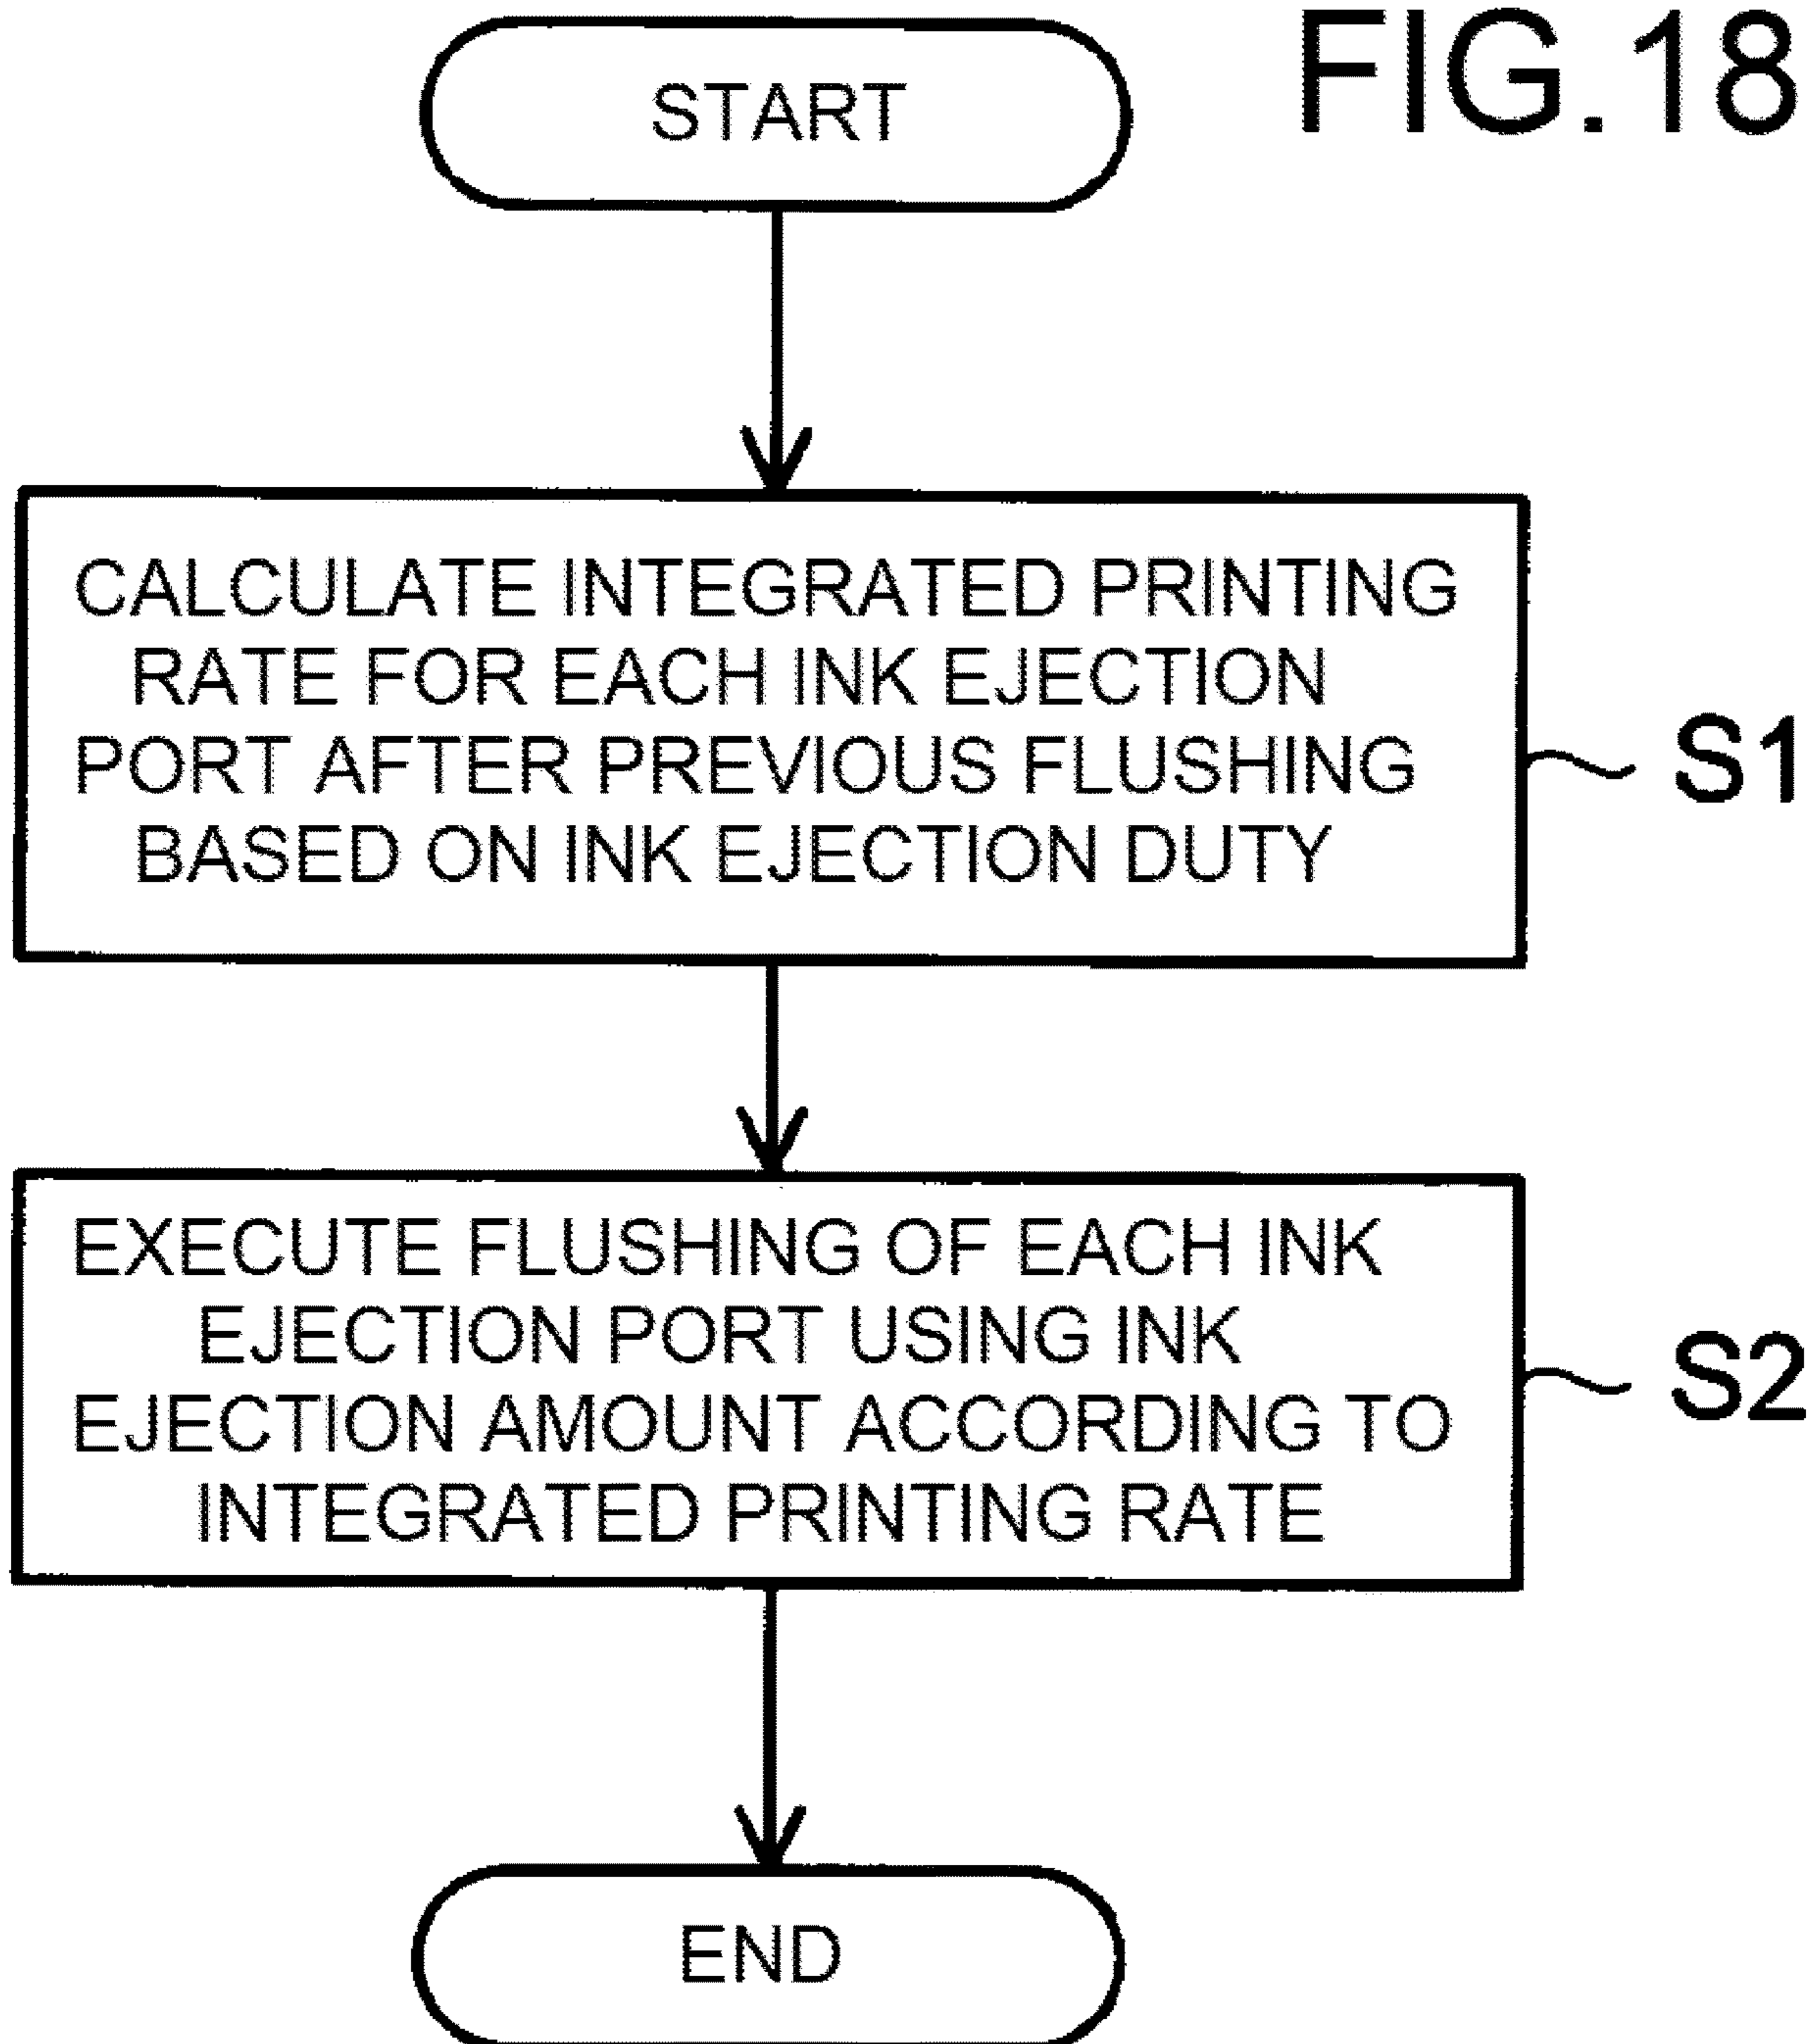 FIG.18
START
CALCULATE INTEGRATED PRINTING
RATE FOR EACH INK EJECTION
PORT AFTER PREVIOUS FLUSHING
BASED ON INK EJECTION DUTY
S1
EXECUTE FLUSHING OF EACH INK
EJECTION PORT USING INK
EJECTION AMOUNT ACCORDING TO
INTEGRATED PRINTING RATE
S2
END